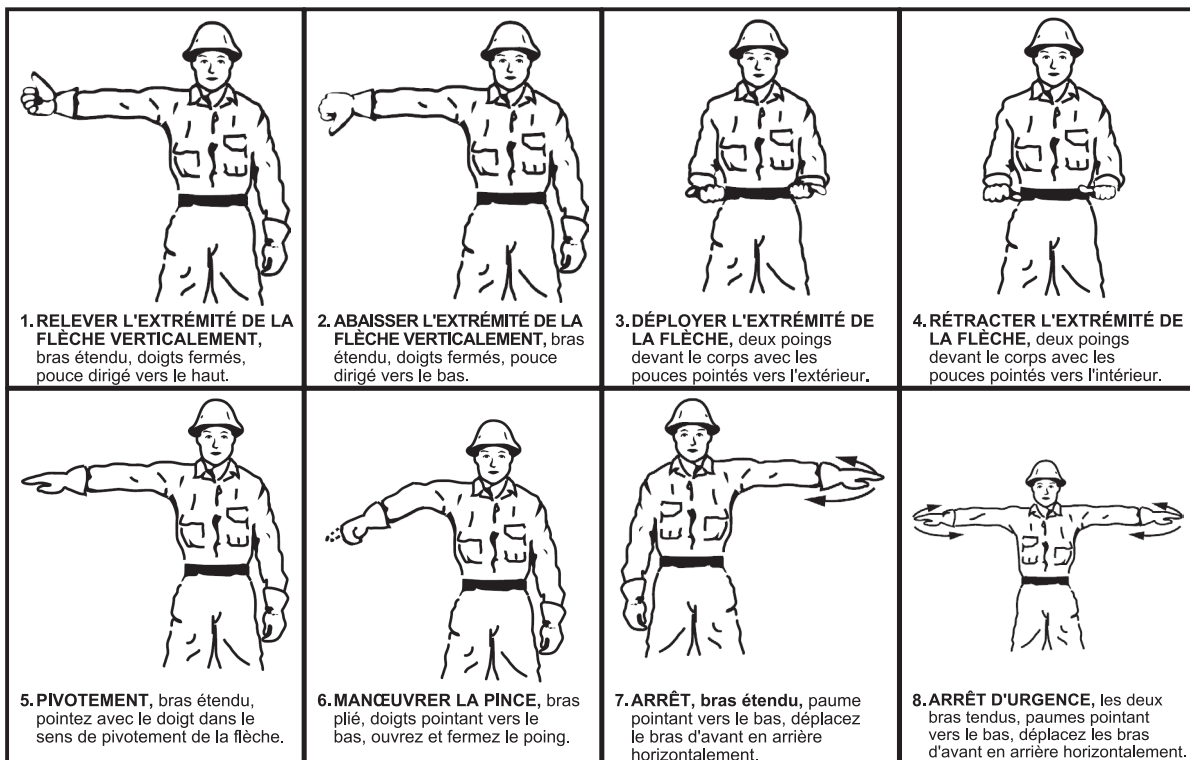 1. RELEVER L'EXTRÉMITÉ DE LA
FLÈCHE VERTICALEMENT,
bras étendu, doigts fermés,
pouce dirigé vers le haut.
2. ABAISSER L'EXTRÉMITÉ DE LA
FLÈCHE VERTICALEMENT, bras
étendu, doigts fermés, pouce
dirigé vers le bas.
3. DÉPLOYER L'EXTRÉMITÉ DE
LA FLÈCHE, deux poings
devant le corps avec les
pouces pointés vers l'extérieur.
4. RÉTRACTER L'EXTRÉMITÉ DE
LA FLÈCHE, deux poings
devant le corps avec les
pouces pointés vers l'intérieur.
5. PIVOTEMENT, bras étendu,
pointez avec le doigt dans le
sens de pivotement de la flèche.
6. MANŒUVRER LA PINCE, bras
plié, doigts pointant vers le
bas, ouvrez et fermez le poing.
7. ARRÊT, bras étendu, paume
pointant vers le bas, déplacez
le bras d'avant en arrière
horizontalement.
8. ARRÊT D'URGENCE, les deux
bras tendus, paumes pointant
vers le bas, déplacez les bras
d'avant en arrière horizontalement.